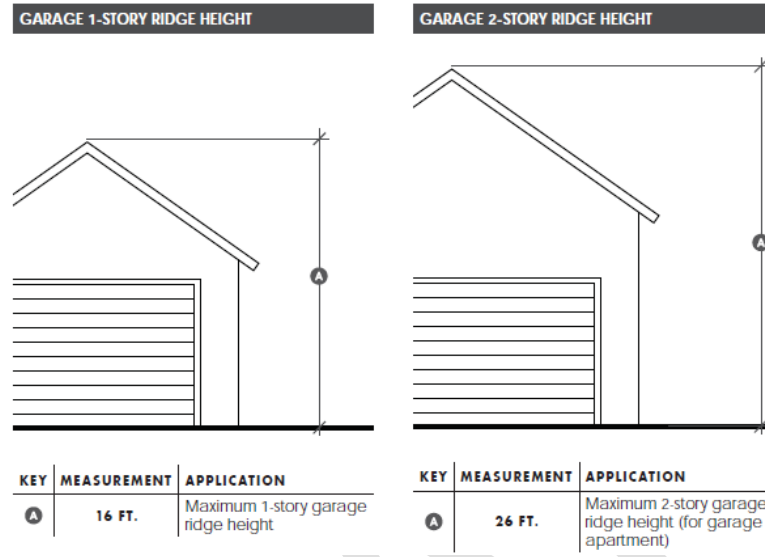 GARAGE 1-STORY RIDGE HEIGHT
A
KEY MEASUREMENT APPLICATION
A 16 FT. Maximum 1-story garage
ridge height
GARAGE 2-STORY RIDGE HEIGHT
A
KEY MEASUREMENT APPLICATION
A 26 FT. Maximum 2-story garage
ridge height (for garage
apartment)